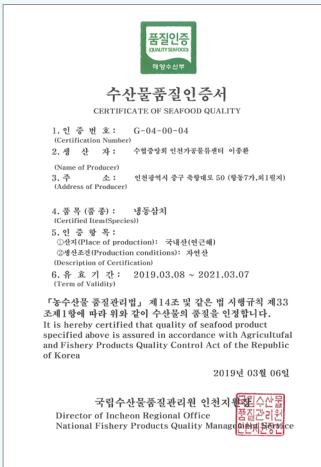 품질인증
QUALITY SEAFOODS
해양수산부
수산물품질인증서
CERTIFICATE OF SEAFOOD QUALITY
1. 인 증 번 호 : G-04-00-04
(Certification Number)
2. 생 산 자 : 수협중앙회 인천가공물류센터 이종환
(Name of Producer)
3. 주 소 : 인천광역시 중구 축항대로 50 (항동7가,외1필지)
(Address of Producer)
4. 품 목 (품 종) : 냉동삼치
(Certified Item(Species))
5. 인 증 항 목 :
①산지(Place of production): 국내산(연근해)
②생산조건(Production conditions): 자연산
(Description of Certification)
6. 유 효 기 간 : 2019.03.08 ~ 2021.03.07
(Term of Validity)
「농수산물 품질관리법」 제14조 및 같은 법 시행규칙 제33
조제1항에 따라 위와 같이 수산물의 품질을 인정합니다.
It is hereby certified that quality of seafood product
specified above is assured in accordance with Agricultufal
and Fishery Products Quality Control Act of the Republic
of Korea
2019년 03월 06일
국립수산물품질관리원 인천지원장
Director of Incheon Regional Office
National Fishery Products Quality Management Service